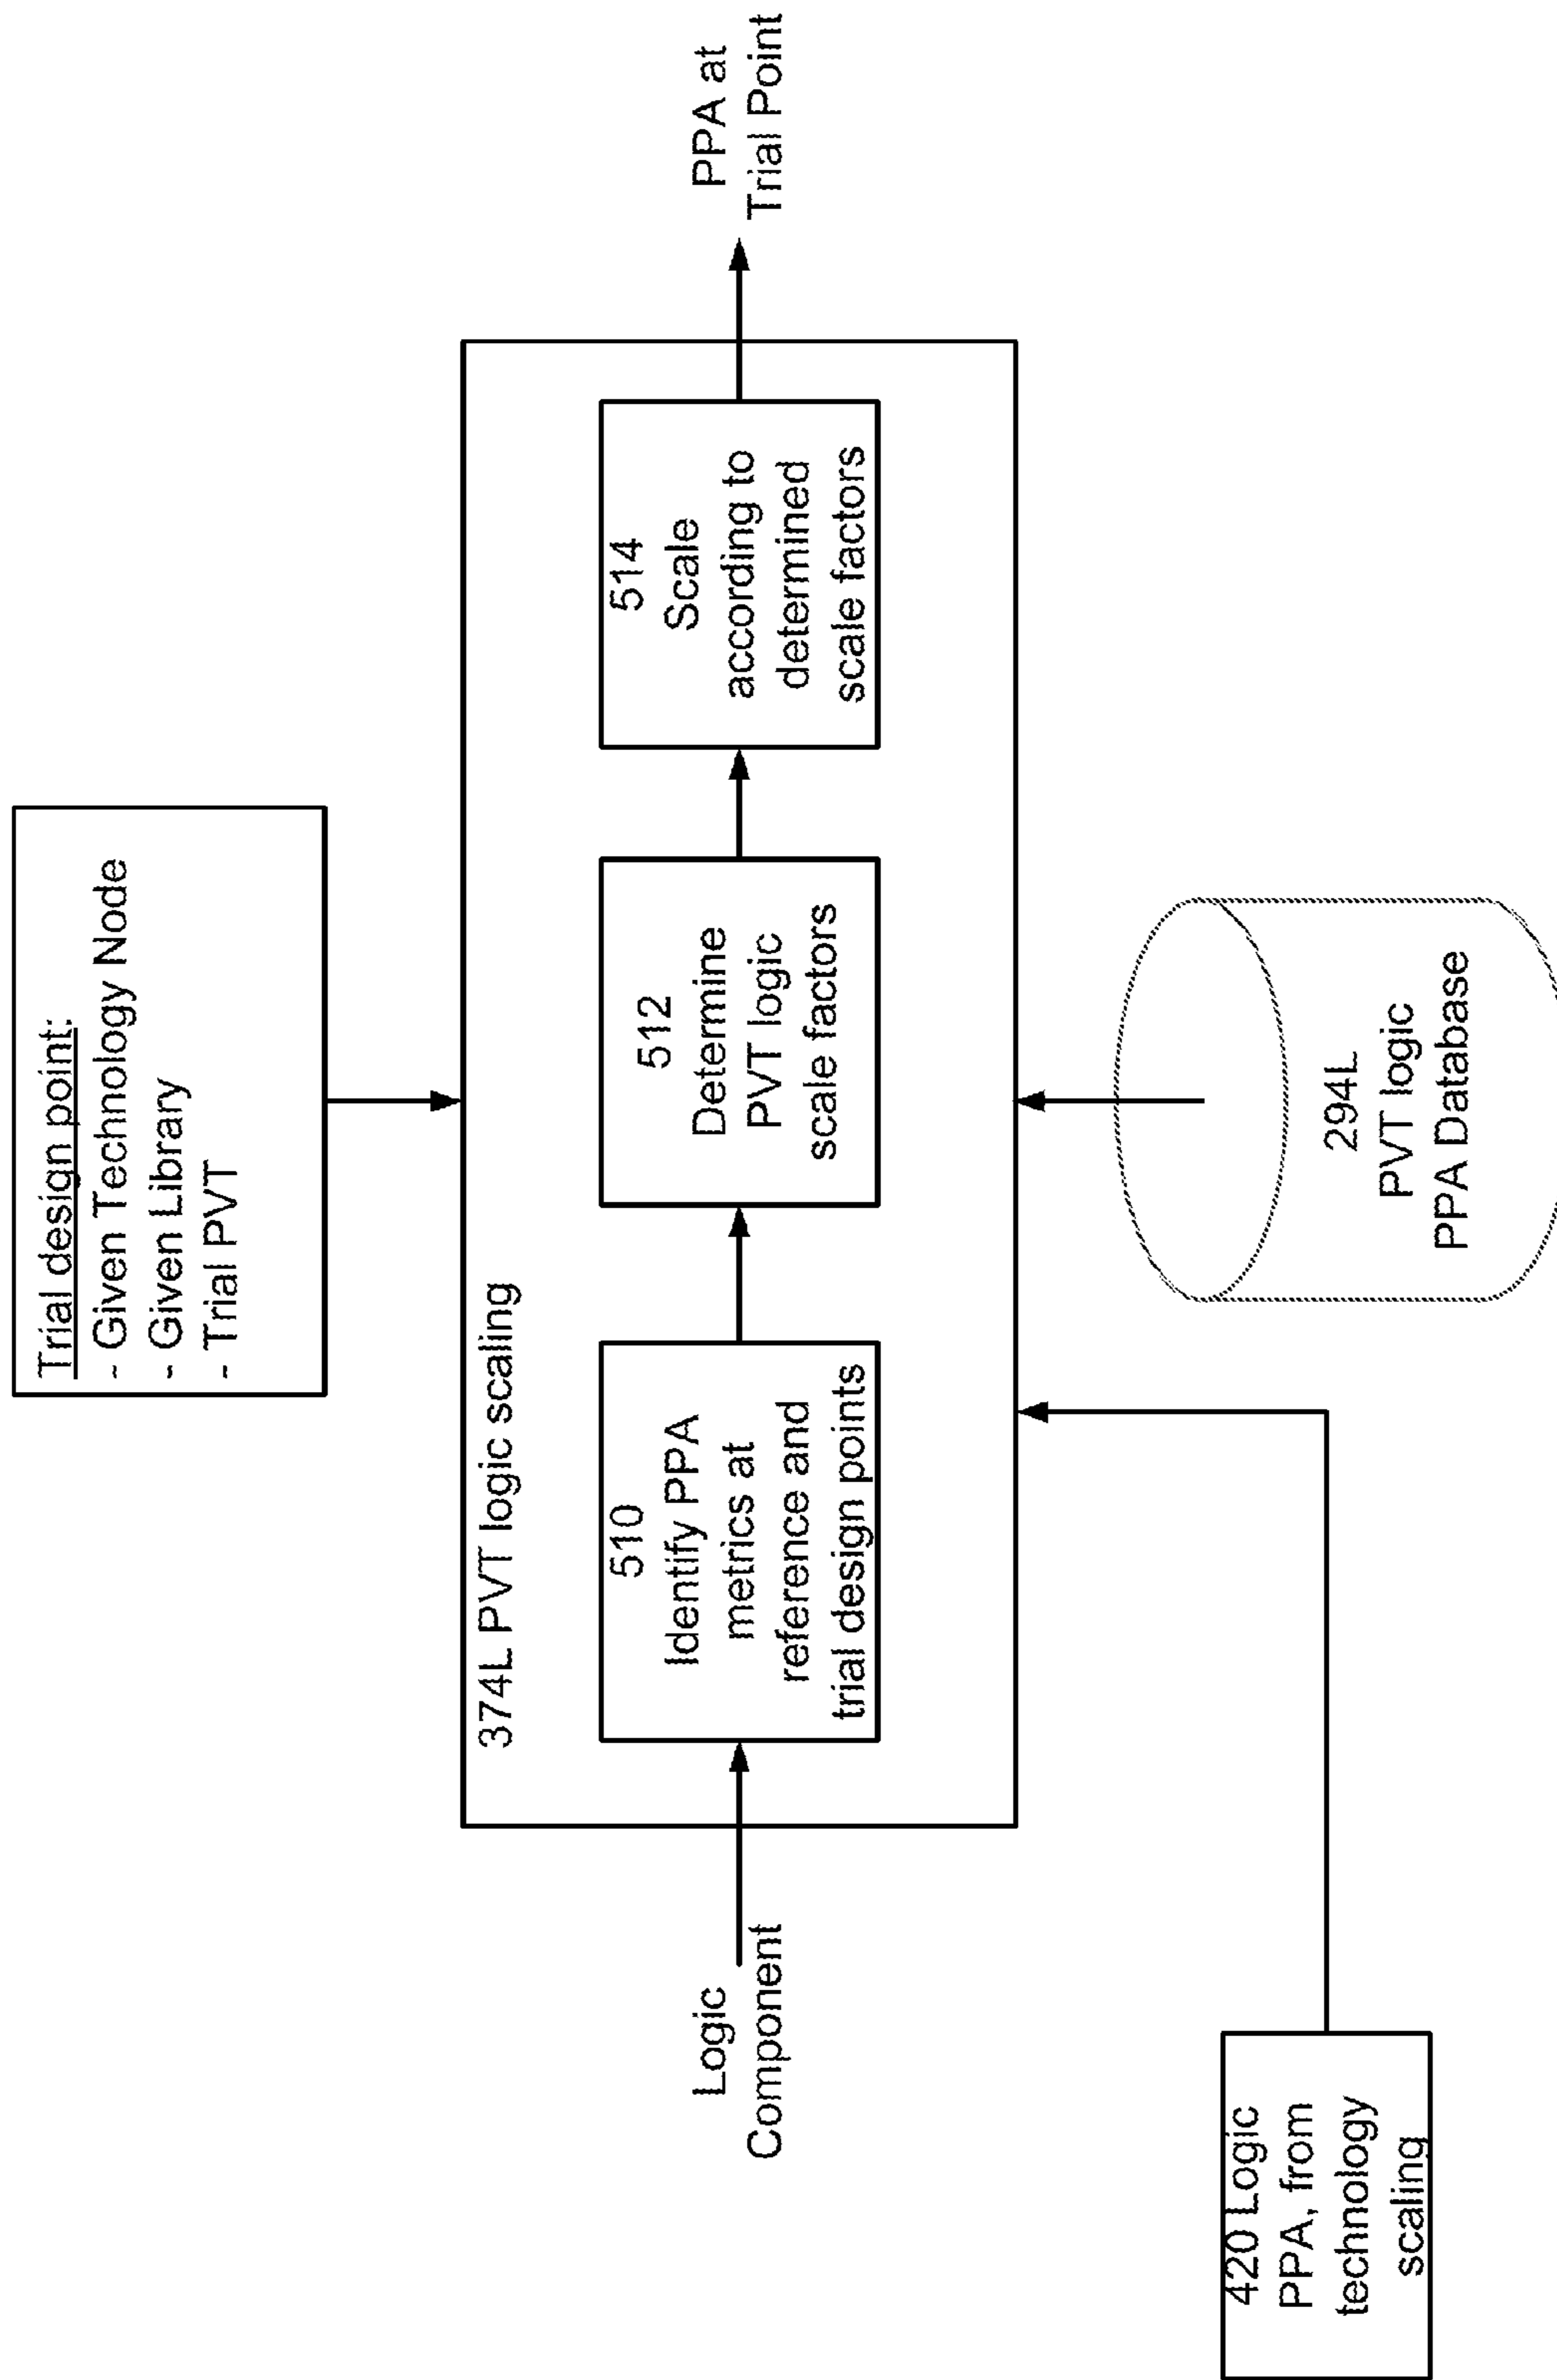 Trial design point:
- Given Technology Node
- Given Library
- Trial PVT
374L PVT logic scaling
Logic
Component
510
Identify PPA
metrics at
reference and
trial design points
512
Determine
PVT logic
scale factors
514
Scale
according to
determined
scale factors
PPA at
Trial Point
420 Logic
PPA, from
technology
scaling
294L
PVT logic
PPA Database